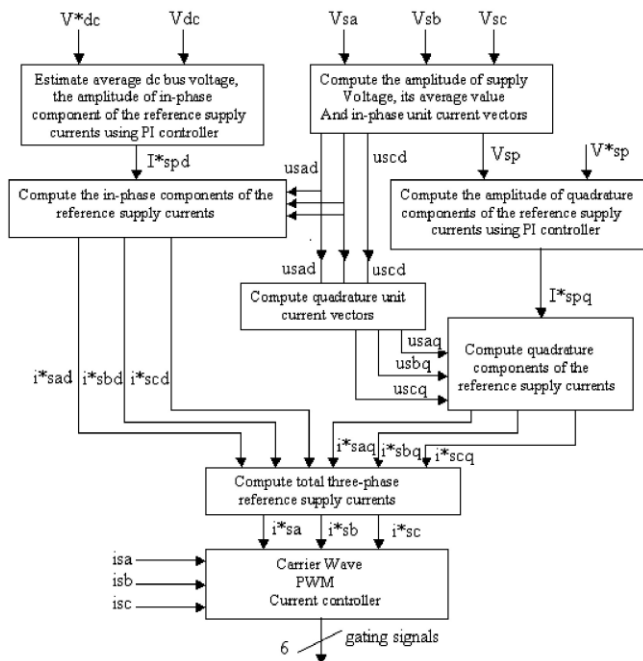 V*dc
Vdc
Vsa
Vsb
Vsc
Estimate average dc bus voltage,
the amplitude of in-phase
component of the reference supply
currents using PI controller
Compute the amplitude of supply
Voltage, its average value
And in-phase unit current vectors
I*spd
usad
uscd
Vsp
V*sp
Compute the in-phase components of the
reference supply currents
Compute the amplitude of quadrature
components of the reference supply
currents using PI controller
usad
uscd
Compute quadrature unit
current vectors
I*spq
usaq
usbq
uscq
Compute quadrature
components of the
reference supply currents
i*sad
i*sbd
i*scd
i*saq
i*sbq
i*scq
Compute total three-phase
reference supply currents
i*sa
i*sb
i*sc
isa
isb
isc
Carrier Wave
PWM
Current controller
6
gating signals